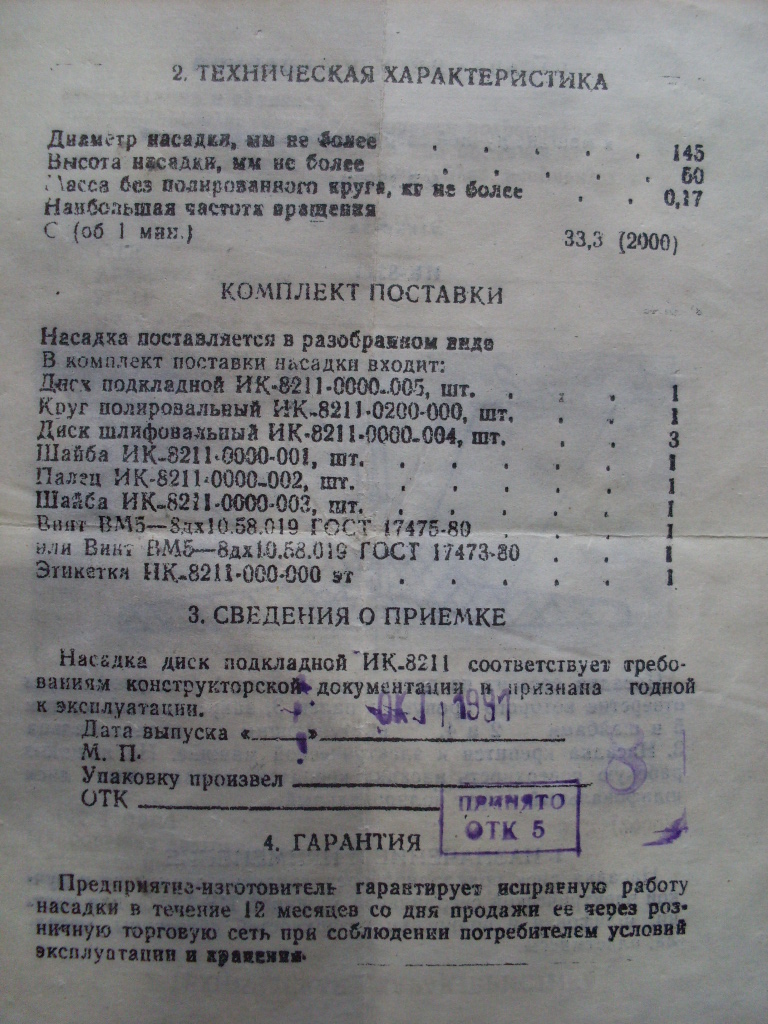 2. ТЕХНИЧЕСКАЯ ХАРАКТЕРИСТИКА
Диаметр насадки, мм не более . . . . . 145
Высота насадки, мм не более . . . . . 50
Масса без полированного круга, кг не более . . 0,17
Наибольшая частота вращения
С (об 1 мин.) 33,3 (2000)
КОМПЛЕКТ ПОСТАВКИ
Насадка поставляется в разобранном виде
В комплект поставки насадки входит:
Диск подкладной ИК-8211-0000-005, шт. . . . 1
Круг полировальный ИК-8211-0200-000, шт. . . 1
Диск шлифовальный ИК-8211-0000-004, шт. . . 3
Шайба ИК-8211-0000-001, шт. . . . . . 1
Палец ИК-8211-0000-002, шт. . . . . . 1
Шайба ИК-8211-0000-003, шт. . . . . . 1
Винт ВМ5—8дх10.58.019 ГОСТ 17475-80 . . . 1
или Винт ВМ5—8дх10.58.019 ГОСТ 17473-80 . . 1
Этикетка ИК-8211-000-000 эт . . . . . 1
3. СВЕДЕНИЯ О ПРИЕМКЕ
Насадка диск подкладной ИК-8211 соответствует требо-
ваниям конструкторской документации и признана годной
к эксплуатации.
ОКТ 1991
Дата выпуска «____»
М. П.
Упаковку произвел
ОТК
ПРИНЯТО
ОТК 5
4. ГАРАНТИЯ
Предприятие-изготовитель гарантирует исправную работу
насадки в течение 12 месяцев со дня продажи ее через роз-
ничную торговую сеть при соблюдении потребителем условий
эксплуатации и хранения.